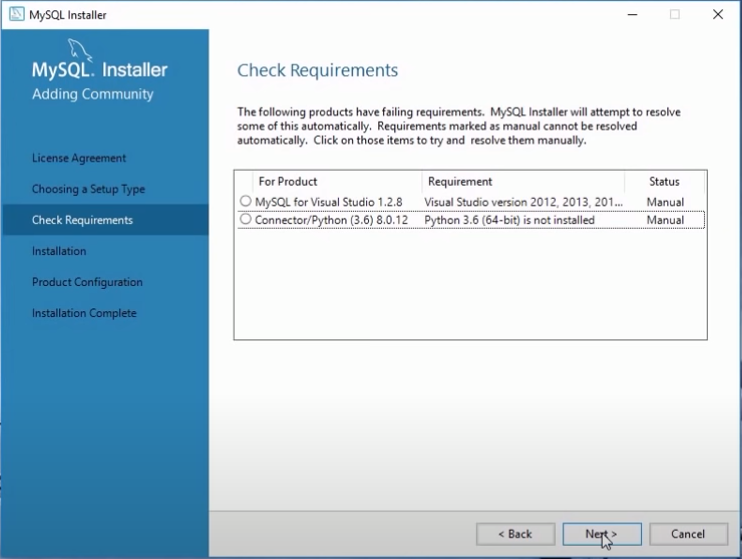 MySQL Installer
MySQL. Installer
Adding Community
License Agreement
Choosing a Setup Type
Check Requirements
Installation
Product Configuration
Installation Complete
Check Requirements
The following products have failing requirements. MySQL Installer will attempt to resolve
some of this automatically. Requirements marked as manual cannot be resolved
automatically. Click on those items to try and resolve them manually.
For Product Requirement Status
MySQL for Visual Studio 1.2.8 Visual Studio version 2012, 2013, 201... Manual
Connector/Python (3.6) 8.0.12 Python 3.6 (64-bit) is not installed Manual
< Back Next > Cancel